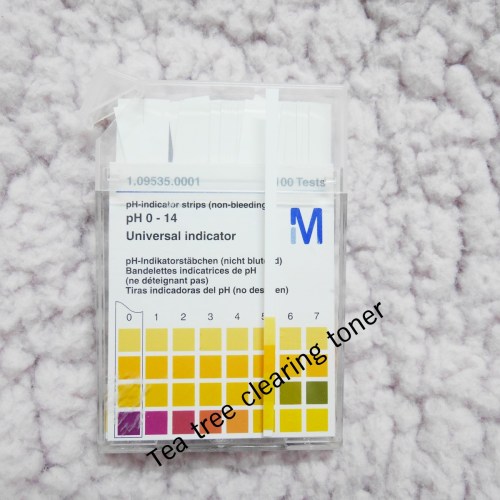 1.09535.0001 100 Tests
pH-indicator strips (non-bleeding
pH 0 - 14
Universal indicator
M
pH-Indikatorstäbchen (nicht blutend)
Bandelettes indicatrices de pH
(ne déteignant pas)
Tiras indicadoras del pH (no des en)
0 1 2 3 4 5 6 7
Tea tree clearing toner